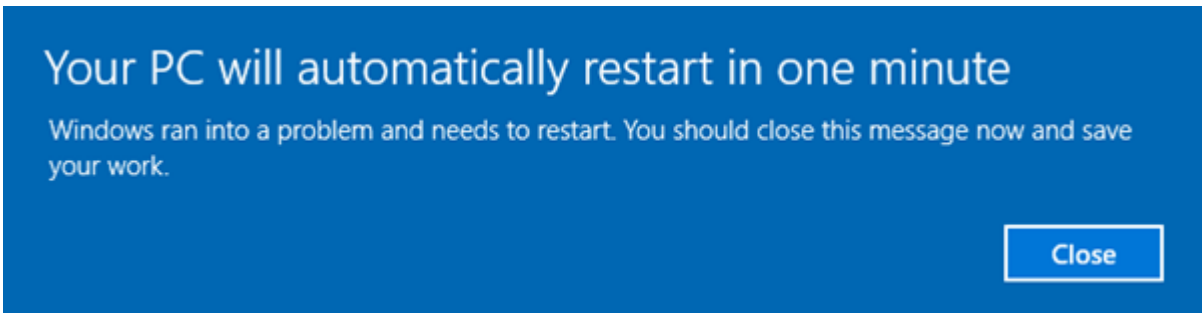 Your PC will automatically restart in one minute
Windows ran into a problem and needs to restart. You should close this message now and save
your work.
Close